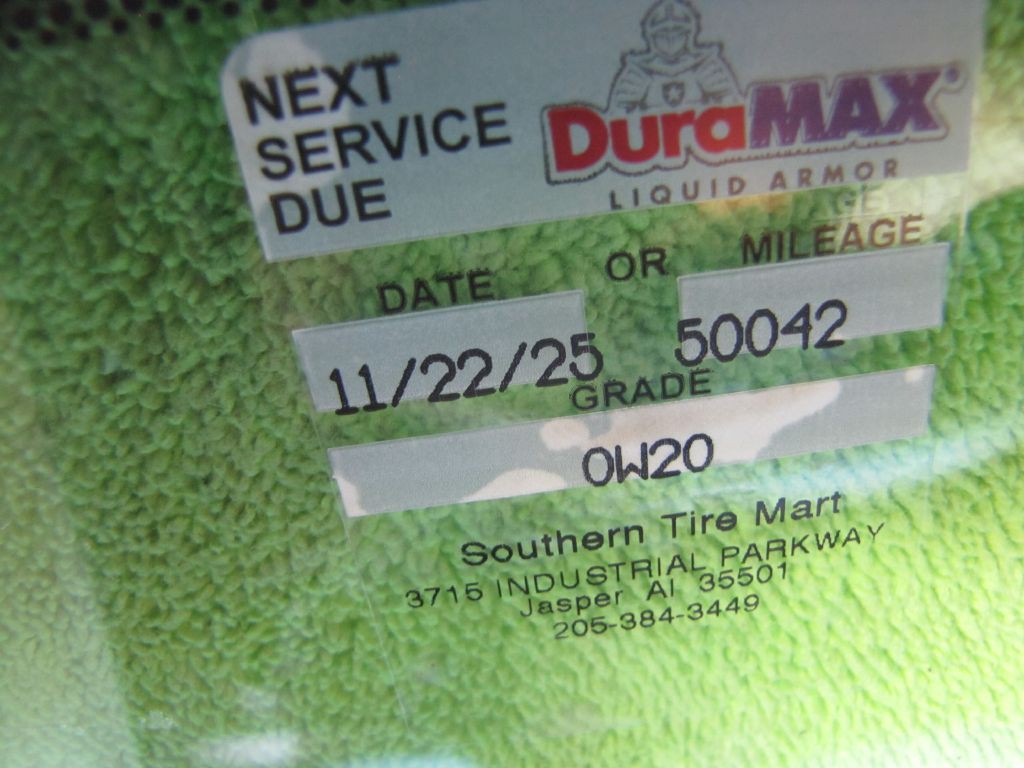 NEXT
SERVICE
DUE
DuraMAX®
LIQUID ARMOR
DATE OR MILEAGE
11/22/25 50042
GRADE
0W20
Southern Tire Mart
3715 INDUSTRIAL PARKWAY
Jasper Al 35501
205-384-3449